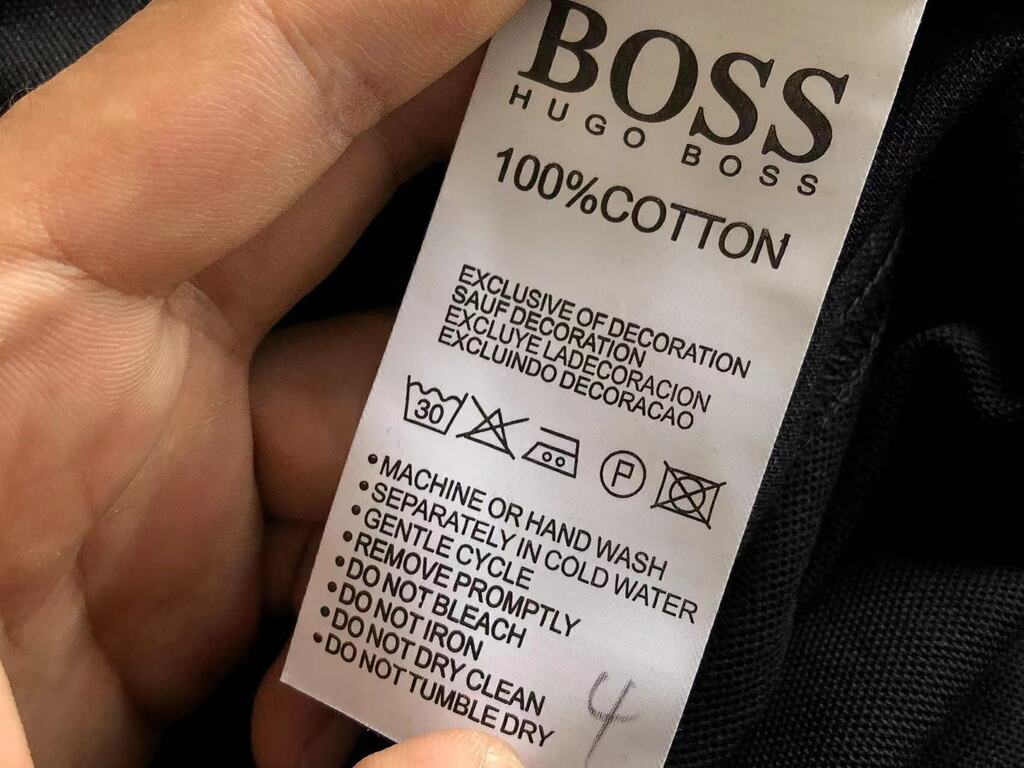 BOSS
HUGO BOSS
100%COTTON
EXCLUSIVE OF DECORATION
SAUF DECORATION
EXCLUYE LADECORACION
EXCLUINDO DECORACAO
30 P
•MACHINE OR HAND WASH
•SEPARATELY IN COLD WATER
•GENTLE CYCLE
•REMOVE PROMPTLY
•DO NOT BLEACH
•DO NOT IRON
•DO NOT DRY CLEAN
•DO NOT TUMBLE DRY
4